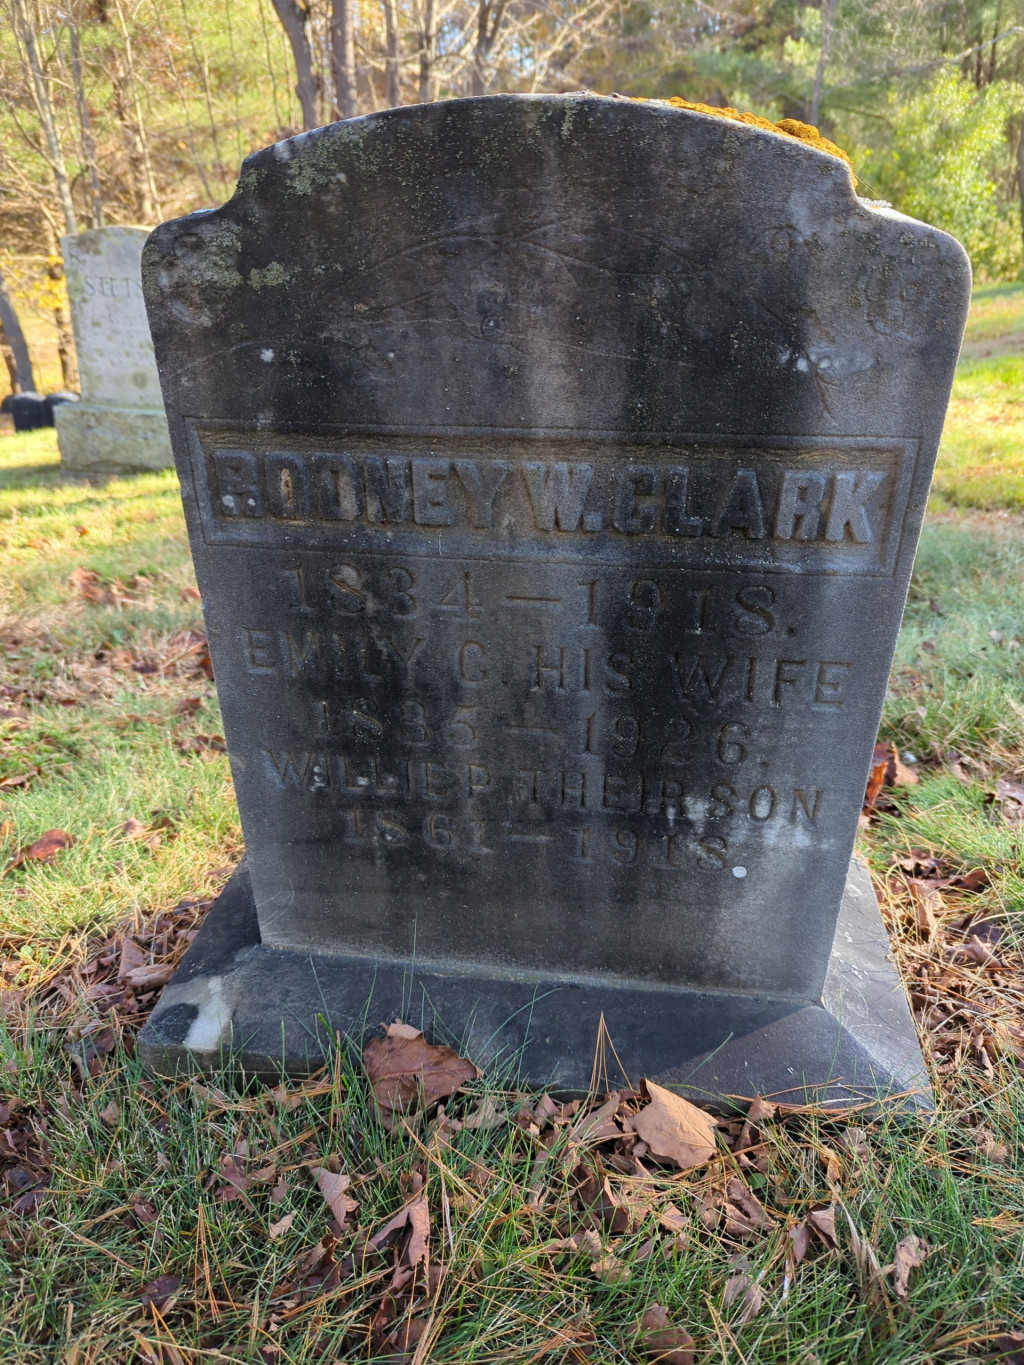 RODNEY W. CLARK
1834 — 1918.
EMILY C. HIS WIFE
1835 — 1926.
WILLIE P. THEIR SON
1861 — 1918.